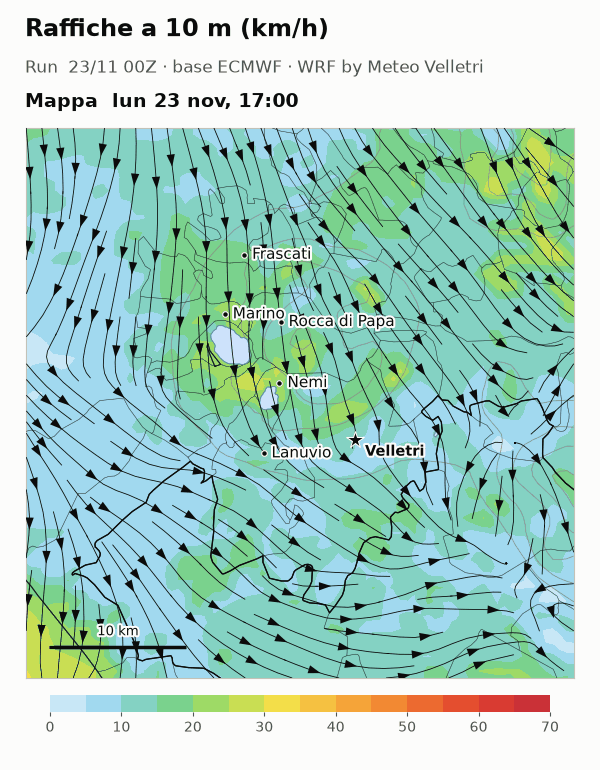 Raffiche a 10 m (km/h)
Run  23/11 00Z · base ECMWF · WRF by Meteo Velletri
Mappa  lun 23 nov, 17:00
Frascati
Marino
Rocca di Papa
Nemi
Velletri
Lanuvio
10 km
0 10 20 30 40 50 60 70